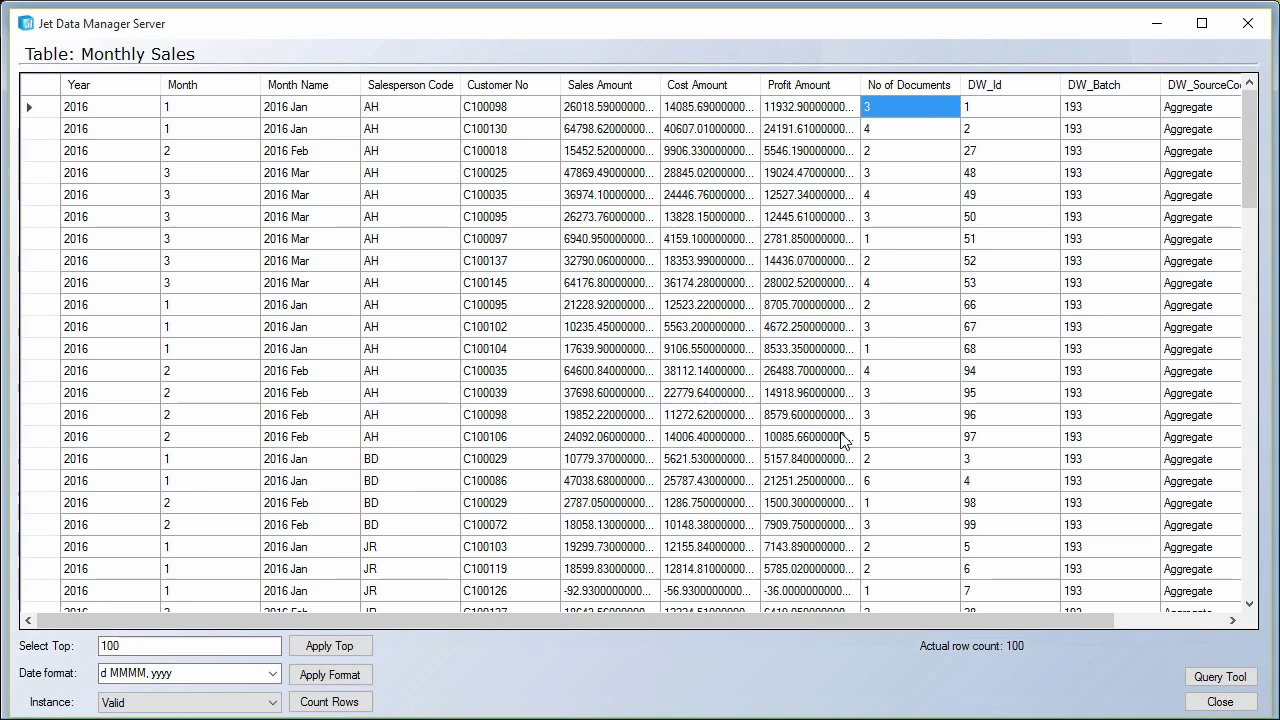 Jet Data Manager Server
Table: Monthly Sales
Year Month Month Name Salesperson Code Customer No Sales Amount Cost Amount Profit Amount No of Documents DW_Id DW_Batch DW_SourceCo
2016 1 2016 Jan AH C100098 26018.59000000... 14085.69000000... 11932.90000000... 3 1 193 Aggregate
2016 1 2016 Jan AH C100130 64798.62000000... 40607.01000000... 24191.61000000... 4 2 193 Aggregate
2016 2 2016 Feb AH C100018 15452.52000000... 9906.330000000... 5546.190000000... 2 27 193 Aggregate
2016 3 2016 Mar AH C100025 47869.49000000... 28845.02000000... 19024.47000000... 3 48 193 Aggregate
2016 3 2016 Mar AH C100035 36974.10000000... 24446.76000000... 12527.34000000... 4 49 193 Aggregate
2016 3 2016 Mar AH C100095 26273.76000000... 13828.15000000... 12445.61000000... 3 50 193 Aggregate
2016 3 2016 Mar AH C100097 6940.950000000... 4159.100000000... 2781.850000000... 1 51 193 Aggregate
2016 3 2016 Mar AH C100137 32790.06000000... 18353.99000000... 14436.07000000... 2 52 193 Aggregate
2016 3 2016 Mar AH C100145 64176.80000000... 36174.28000000... 28002.52000000... 4 53 193 Aggregate
2016 1 2016 Jan AH C100095 21228.92000000... 12523.22000000... 8705.700000000... 2 66 193 Aggregate
2016 1 2016 Jan AH C100102 10235.45000000... 5563.200000000... 4672.250000000... 3 67 193 Aggregate
2016 1 2016 Jan AH C100104 17639.90000000... 9106.550000000... 8533.350000000... 1 68 193 Aggregate
2016 2 2016 Feb AH C100035 64600.84000000... 38112.14000000... 26488.70000000... 4 94 193 Aggregate
2016 2 2016 Feb AH C100039 37698.60000000... 22779.64000000... 14918.96000000... 3 95 193 Aggregate
2016 2 2016 Feb AH C100098 19852.22000000... 11272.62000000... 8579.600000000... 3 96 193 Aggregate
2016 2 2016 Feb AH C100106 24092.06000000... 14006.40000000... 10085.66000000... 5 97 193 Aggregate
2016 1 2016 Jan BD C100029 10779.37000000... 5621.530000000... 5157.840000000... 2 3 193 Aggregate
2016 1 2016 Jan BD C100086 47038.68000000... 25787.43000000... 21251.25000000... 6 4 193 Aggregate
2016 2 2016 Feb BD C100029 2787.050000000... 1286.750000000... 1500.300000000... 1 98 193 Aggregate
2016 2 2016 Feb BD C100072 18058.13000000... 10148.38000000... 7909.750000000... 3 99 193 Aggregate
2016 1 2016 Jan JR C100103 19299.73000000... 12155.84000000... 7143.890000000... 2 5 193 Aggregate
2016 1 2016 Jan JR C100119 18599.83000000... 12814.81000000... 5785.020000000... 2 6 193 Aggregate
2016 1 2016 Jan JR C100126 -92.9300000000... -56.9300000000... -36.0000000000... 1 7 193 Aggregate
Select Top: 100 Apply Top Actual row count: 100
Date format: d MMMM, yyyy Apply Format Query Tool
Instance: Valid Count Rows Close